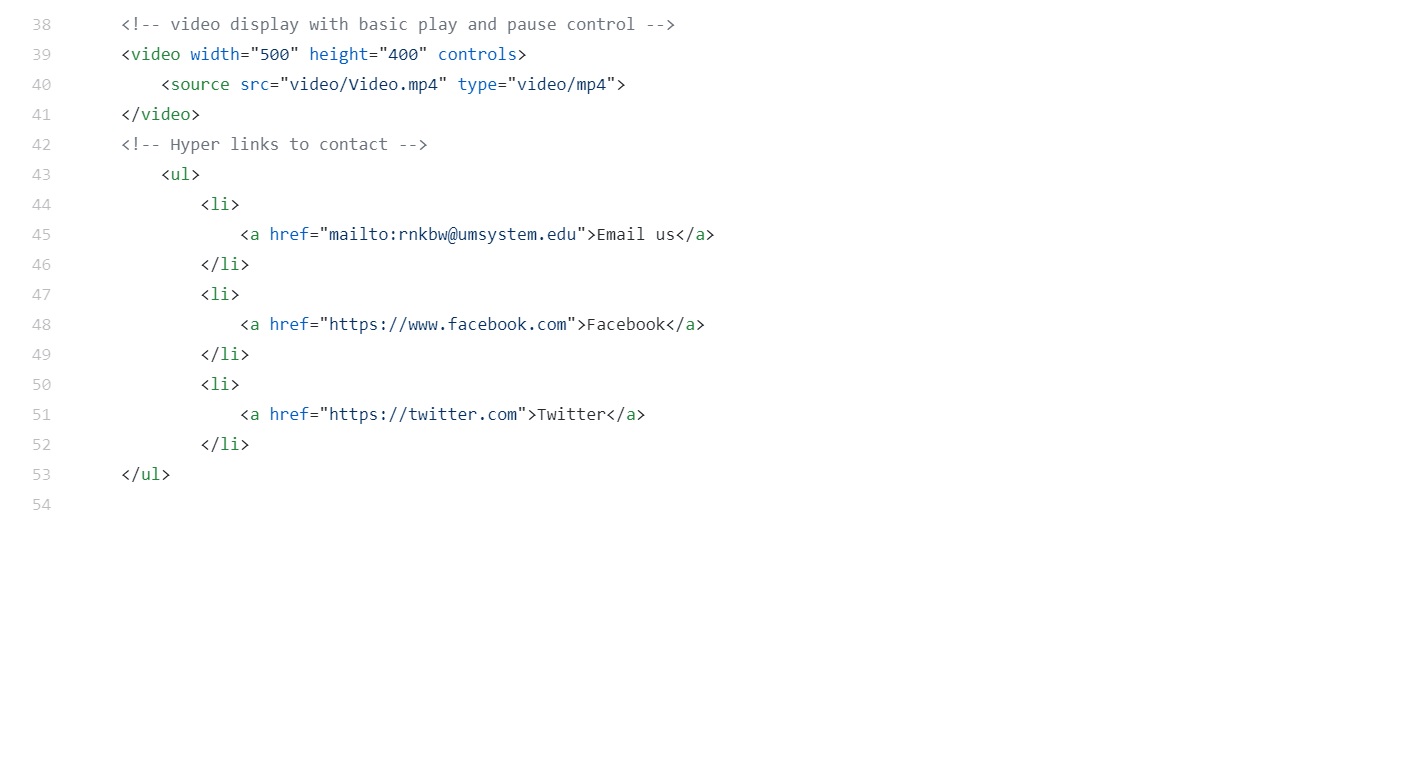 38 <!-- video display with basic play and pause control -->
39 <video width="500" height="400" controls>
40 <source src="video/Video.mp4" type="video/mp4">
41 </video>
42 <!-- Hyper links to contact -->
43 <ul>
44 <li>
45 <a href="mailto:rnkbw@umsystem.edu">Email us</a>
46 </li>
47 <li>
48 <a href="https://www.facebook.com">Facebook</a>
49 </li>
50 <li>
51 <a href="https://twitter.com">Twitter</a>
52 </li>
53 </ul>
54